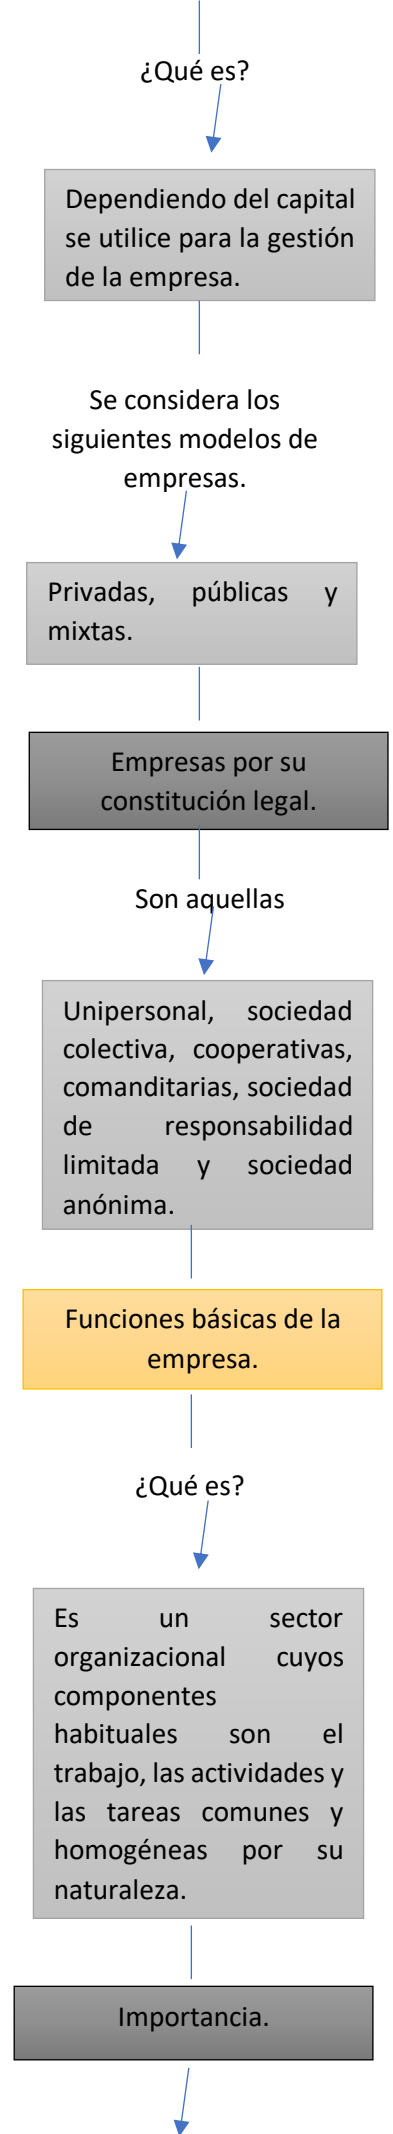 ¿Qué es?
Dependiendo del capital
se utilice para la gestión
de la empresa.
Se considera los
siguientes modelos de
empresas.
Privadas, públicas y
mixtas.
Empresas por su
constitución legal.
Son aquellas
Unipersonal, sociedad
colectiva, cooperativas,
comanditarias, sociedad
de responsabilidad
limitada y sociedad
anónima.
Funciones básicas de la
empresa.
¿Qué es?
Es un sector
organizacional cuyos
componentes
habituales son el
trabajo, las actividades y
las tareas comunes y
homogéneas por su
naturaleza.
Importancia.